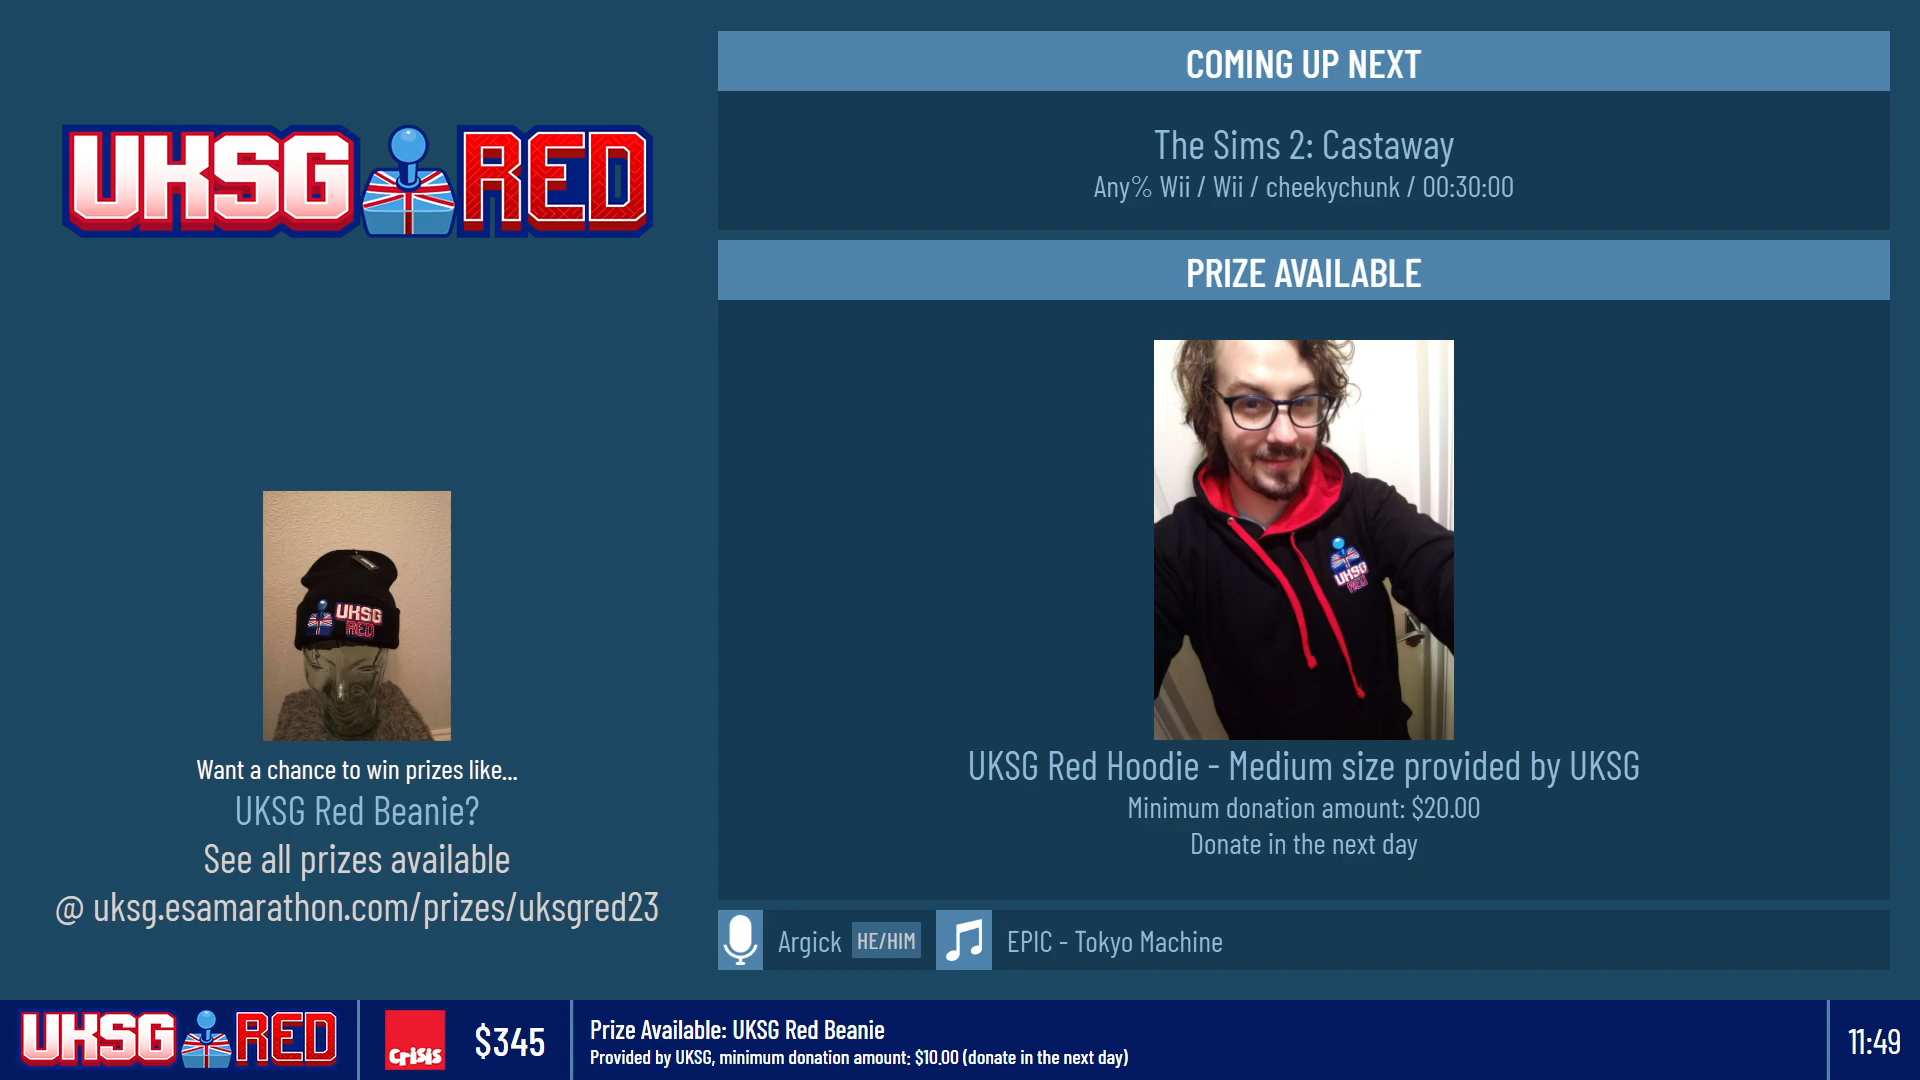 UKSG RED
COMING UP NEXT
The Sims 2: Castaway
Any% Wii / Wii / cheekychunk / 00:30:00
PRIZE AVAILABLE
UKSG
RED
UKSG Red Hoodie - Medium size provided by UKSG
Minimum donation amount: $20.00
Donate in the next day
UKSG
RED
Want a chance to win prizes like...
UKSG Red Beanie?
See all prizes available
@ uksg.esamarathon.com/prizes/uksgred23
Argick HE/HIM EPIC - Tokyo Machine
UKSG RED
Crisis
$345
Prize Available: UKSG Red Beanie
Provided by UKSG, minimum donation amount: $10.00 (donate in the next day)
11:49